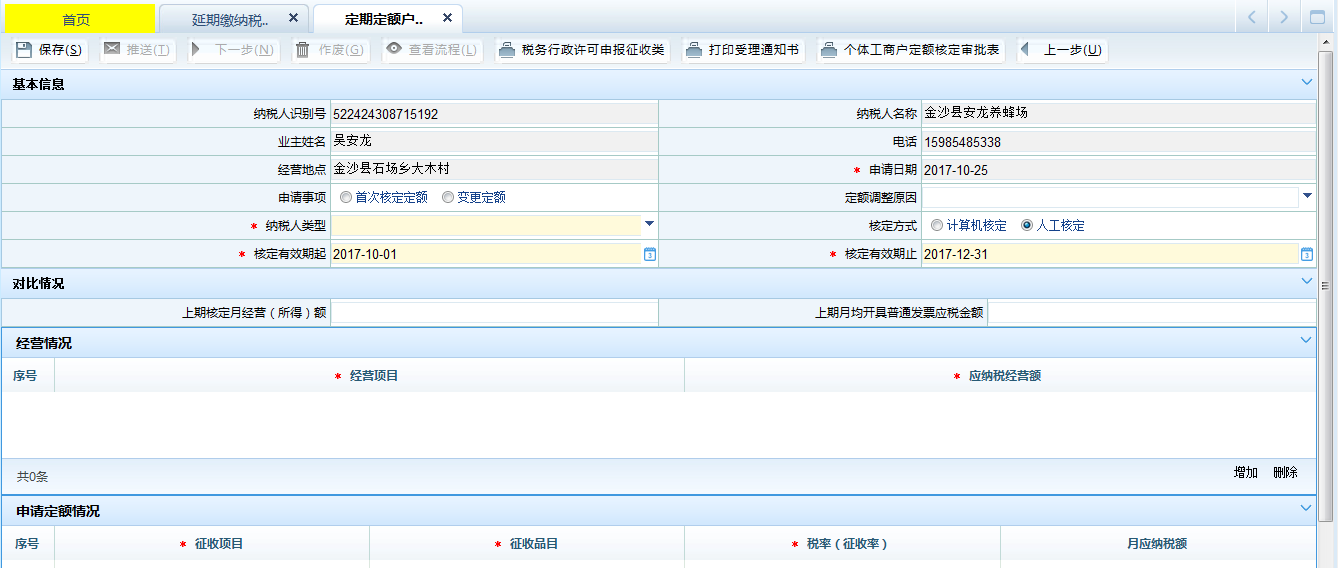 首页 延期缴纳税.. 定期定额户..
保存(S) 推送(T) 下一步(N) 作废(G) 查看流程(L) 税务行政许可申报征收类 打印受理通知书 个体工商户定额核定审批表 上一步(U)
基本信息
纳税人识别号 522424308715192 纳税人名称 金沙县安龙养蜂场
业主姓名 吴安龙 电话 15985485338
经营地点 金沙县石场乡大木村 * 申请日期 2017-10-25
申请事项 首次核定定额 变更定额 定额调整原因
* 纳税人类型 核定方式 计算机核定 人工核定
* 核定有效期起 2017-10-01 * 核定有效期止 2017-12-31
对比情况
上期核定月经营（所得）额 上期月均开具普通发票应税金额
经营情况
序号 * 经营项目 * 应纳税经营额
共0条 增加 删除
申请定额情况
序号 * 征收项目 * 征收品目 * 税率（征收率） 月应纳税额